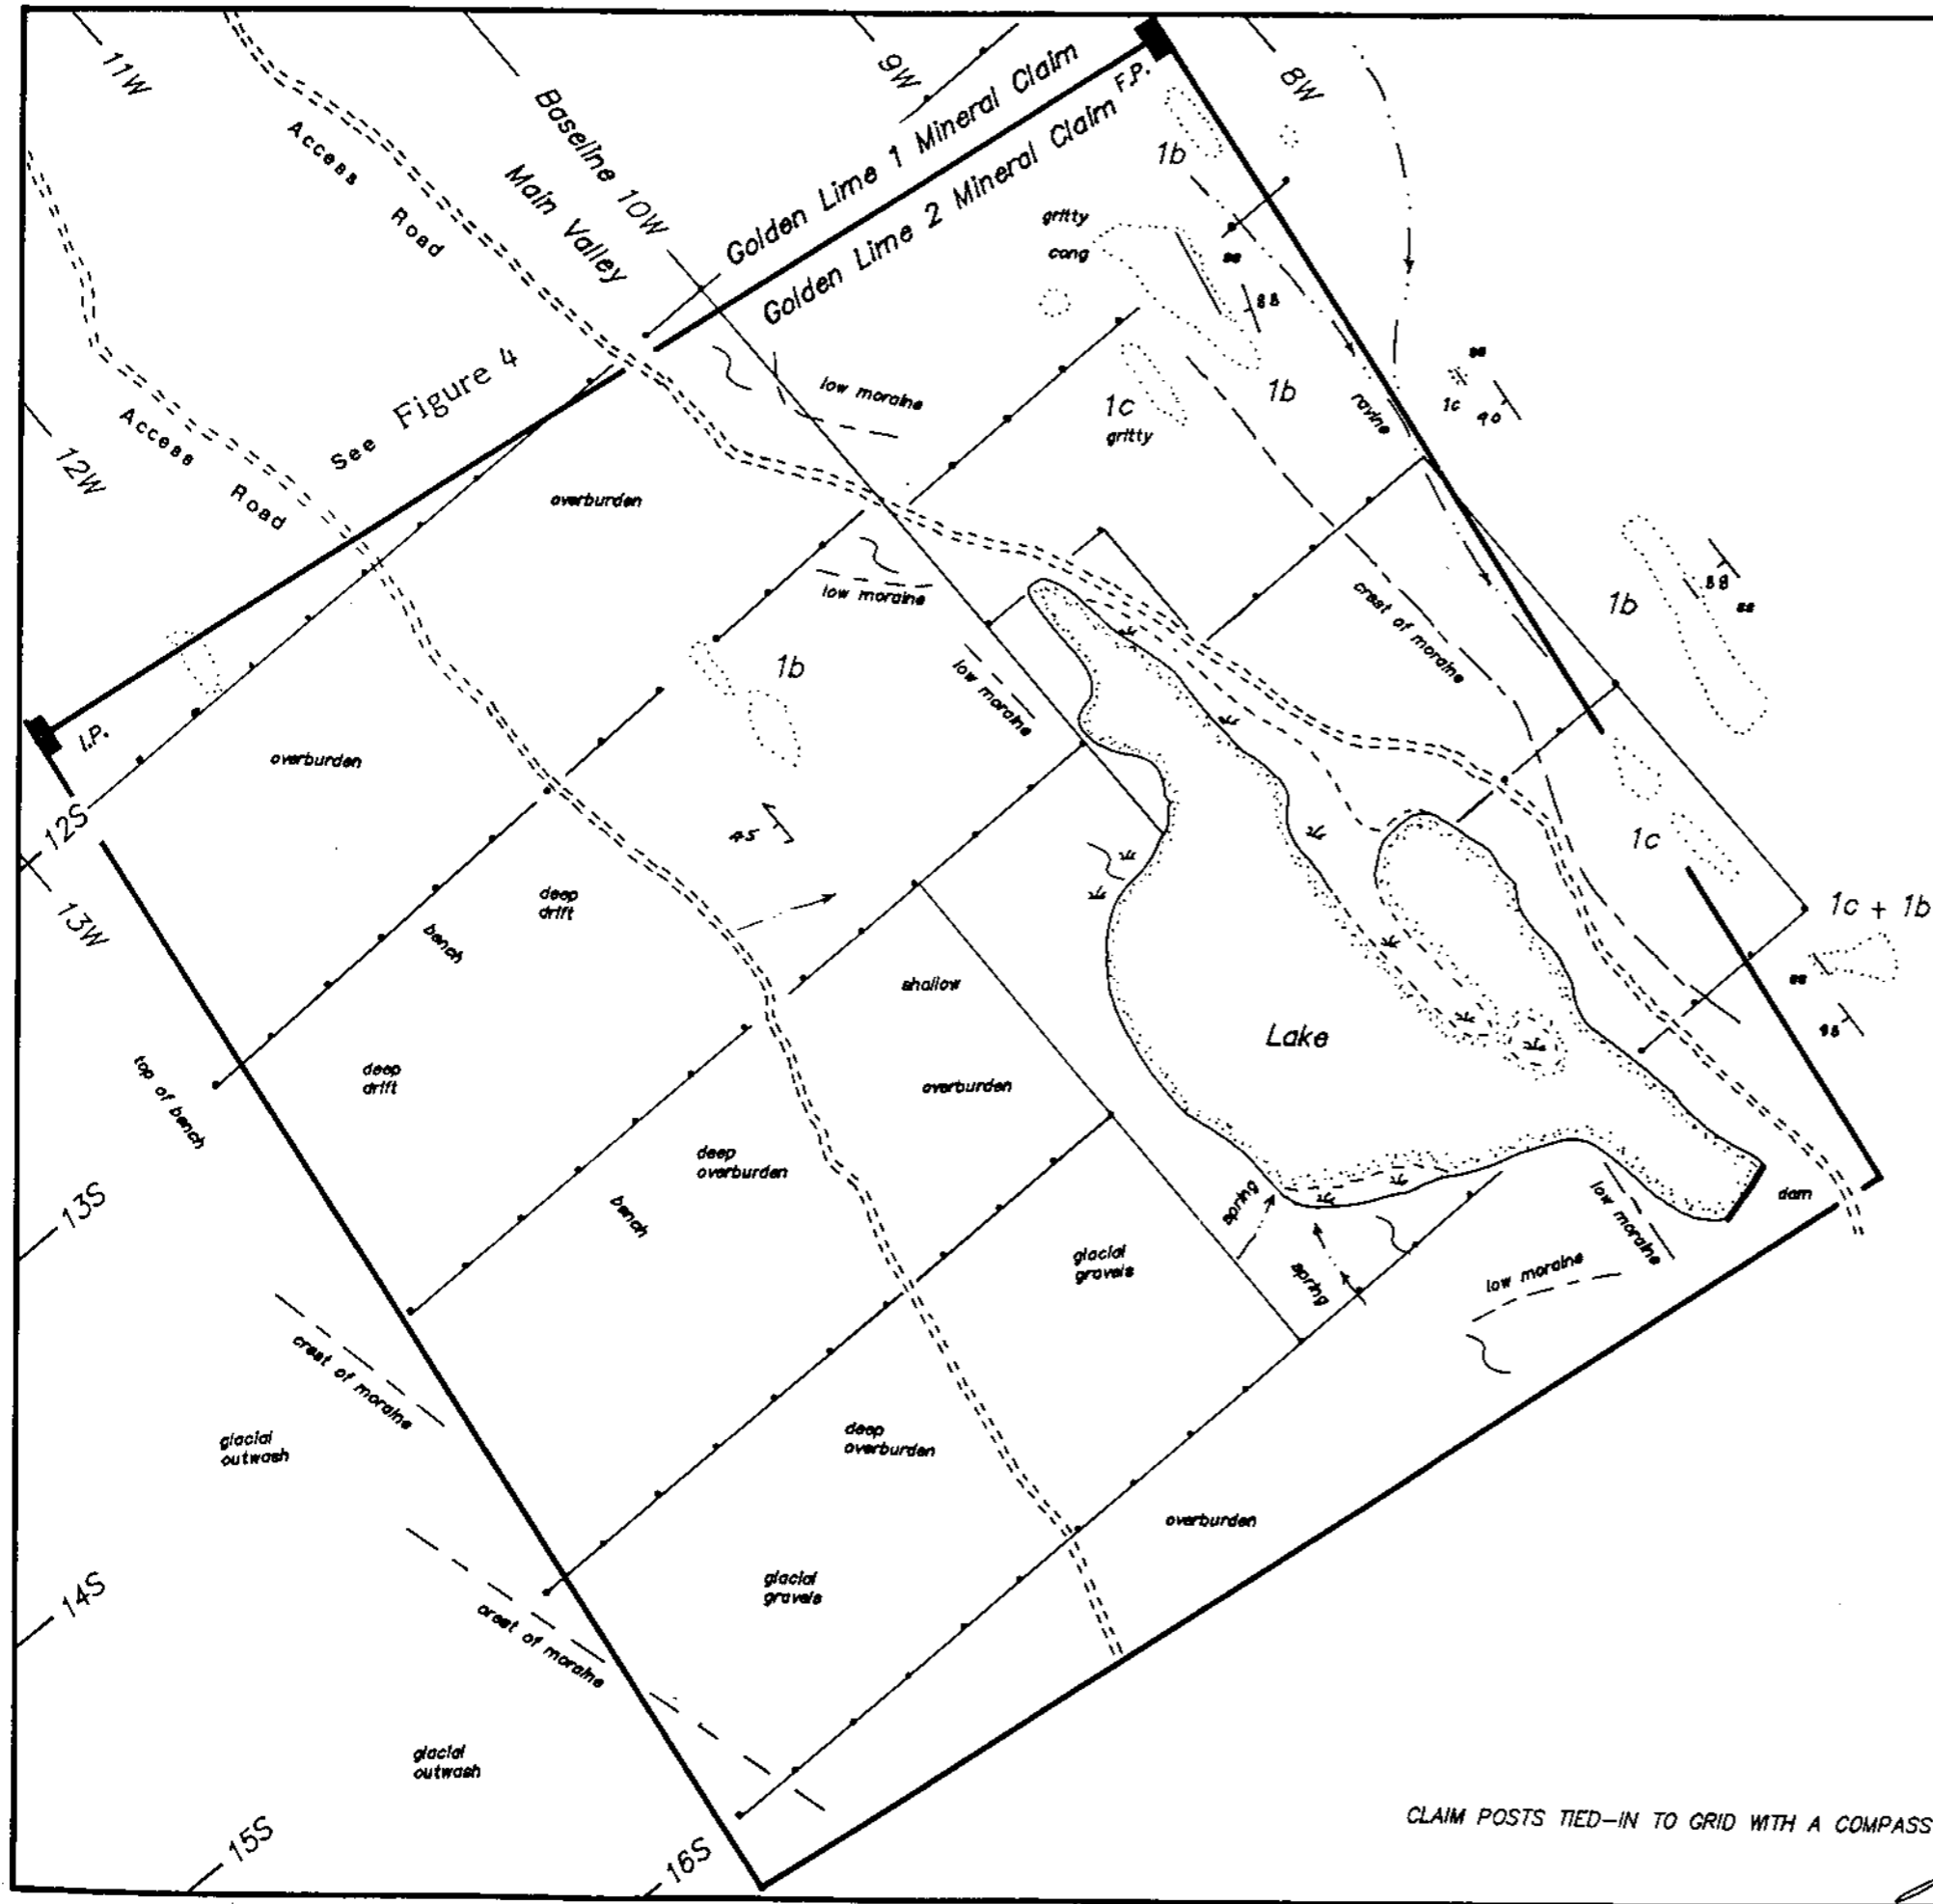 11W
Baseline 10W
9W
8W
Golden Lime 1 Mineral Claim
F.P.
Golden Lime 2 Mineral Claim
Access
Road
Main Valley
1b
gritty
cong
88
See Figure 4
low moraine
1c
gritty
1b
ravine
1c
90
Access
Road
12W
overburden
low moraine
crest of moraine
88
1b
low moraine
1b
I.P.
overburden
45
12S
13W
1c
1c + 1b
deep
drift
bench
shallow
Lake
top of bench
deep
drift
overburden
deep
overburden
13S
bench
spring
spring
glacial
gravels
low moraine
low moraine
dam
crest of moraine
glacial
outwash
deep
overburden
overburden
14S
glacial
gravels
crest of moraine
glacial
outwash
15S
16S
CLAIM POSTS TIED-IN TO GRID WITH A COMPASS